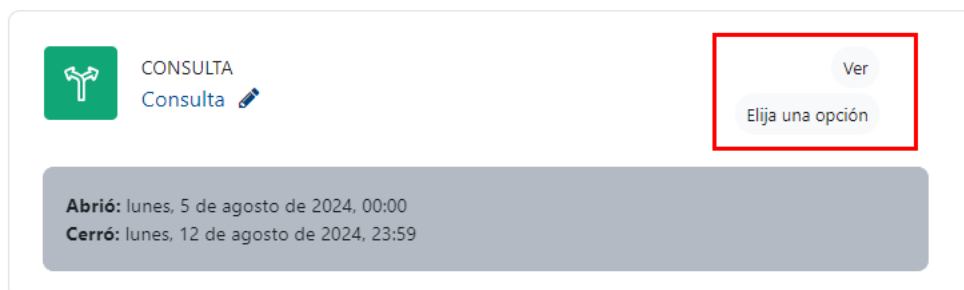 CONSULTA
Consulta
Ver
Elija una opción
Abrió: lunes, 5 de agosto de 2024, 00:00
Cerró: lunes, 12 de agosto de 2024, 23:59